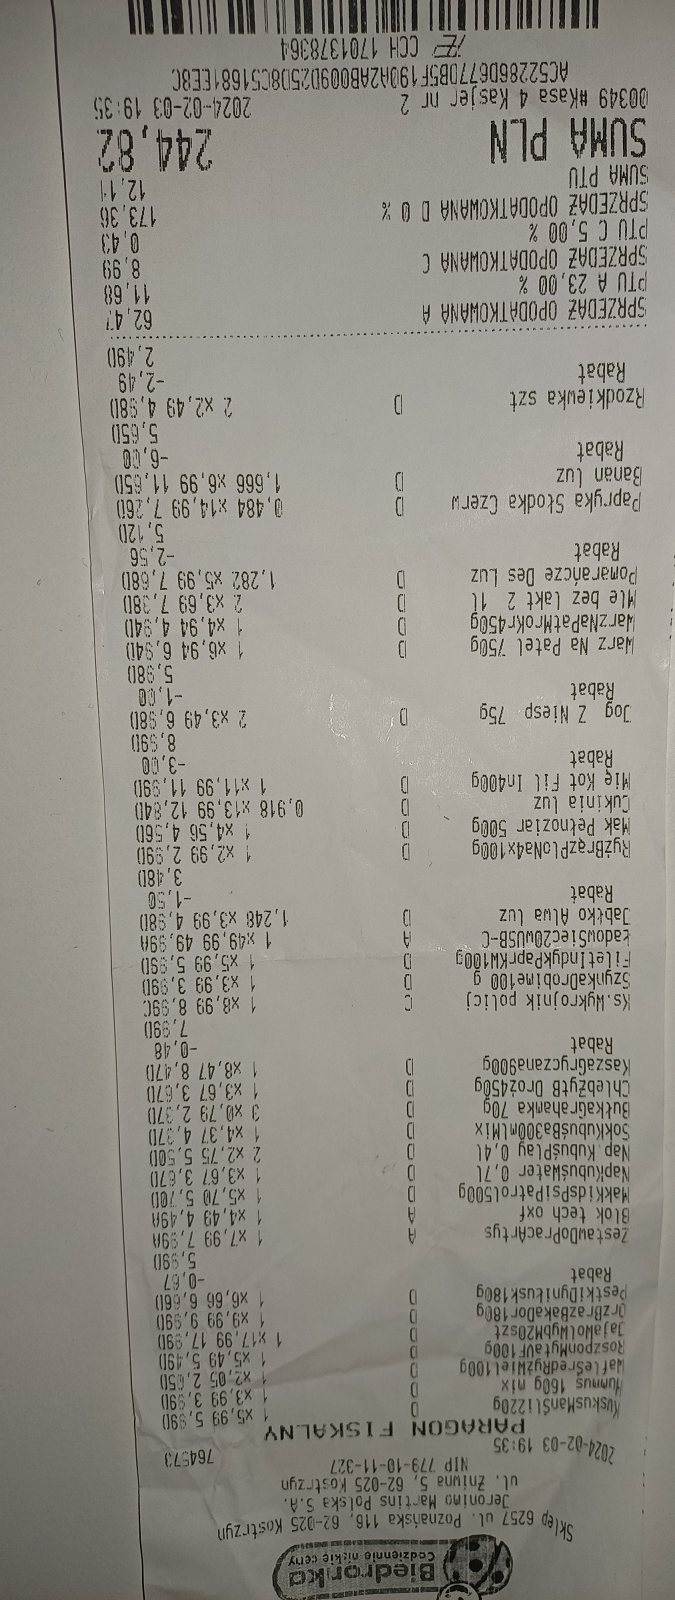 Biedronka
Codziennie niskie ceny
Sklep 6257 ul. Poznańska 116, 62-025 Kostrzyn
Jeronimo Martins Polska S.A.
ul. Żniwna 5, 62-025 Kostrzyn
NIP 779-10-11-327
2024-02-03 19:35 764573
PARAGON FISKALNY
KuskusManŚli220g D 1 x5,99 5,99D
Hummus 160g mix D 1 x3,99 3,99D
WaflеŚredRyżWiel100g D 1 x2,05 2,05D
RoszponMytaVF100g D 1 x5,49 5,49D
JajaWolWybM20szt D 1 x17,99 17,99D
OrzBrazBakaDor180g D 1 x9,99 9,99D
PestkiDyniŁusk180g D 1 x6,66 6,66D
Rabat -0,67
5,99D
ZestawDoPracArtys A 1 x7,99 7,99A
Blok tech oxf A 1 x4,49 4,49A
MakKidsPsiPatrol500g D 1 x5,70 5,70D
NapKubuśWater 0,7l D 1 x3,67 3,67D
Nap.KubuśPlay 0,4l D 2 x2,75 5,50D
SokKubuśBa300mlMix D 1 x4,37 4,37D
BułkaGrahamka 70g D 3 x0,79 2,37D
ChlebŻytB Droż450g D 1 x3,67 3,67D
KaszaGryczana900g D 1 x8,47 8,47D
Rabat -0,48
7,99D
Ks.Wykrojnik policj C 1 x8,99 8,99C
SzynkaDrobime100 g D 1 x3,99 3,99D
FiletIndykPaprKW100g D 1 x5,99 5,99D
ŁadowSiec20WUSB-C A 1 x49,99 49,99A
Jabłko Alwa luz D 1,248 x3,99 4,98D
Rabat -1,50
3,48D
RyżBrązPloNa4x100g D 1 x2,99 2,99D
Mak Pełnoziar 500g D 1 x4,56 4,56D
Cukinia luz D 0,918 x13,99 12,84D
Mię Kot Fil In400g D 1 x11,99 11,99D
Rabat -3,00
8,99D
Jog Z Niesp 75g D 2 x3,49 6,98D
Rabat -1,00
5,98D
Warz Na Patel 750g D 1 x6,94 6,94D
WarzNaPatMrOKr450g D 1 x4,94 4,94D
Mle bez lakt 2 1l D 2 x3,69 7,38D
Pomarańcze Des Luz D 1,282 x5,99 7,68D
Rabat -2,56
5,12D
Papryka Słodka Czerw D 0,484 x14,99 7,26D
Banan luz D 1,666 x6,99 11,65D
Rabat -6,00
5,65D
Rzodkiewka szt D 2 x2,49 4,98D
Rabat -2,49
2,49D
SPRZEDAŻ OPODATKOWANA A 62,47
PTU A 23,00 % 11,68
SPRZEDAŻ OPODATKOWANA C 8,99
PTU C 5,00 % 0,43
SPRZEDAŻ OPODATKOWANA D 0 % 173,36
SUMA PTU 12,11
SUMA PLN 244,82
00349 #Kasa 4 Kasjer nr 2 2024-02-03 19:35
CCH 1701378364